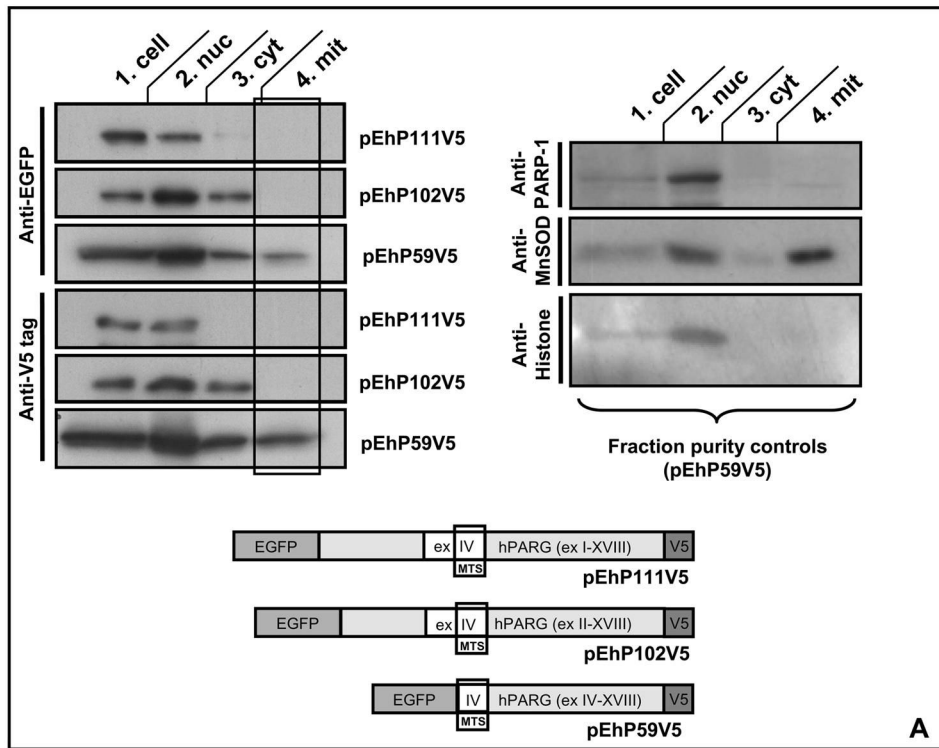 1. cell
2. nuc
3. cyt
4. mit
Anti-EGFP
pEhP111V5
pEhP102V5
pEhP59V5
Anti-V5 tag
pEhP111V5
pEhP102V5
pEhP59V5
1. cell
2. nuc
3. cyt
4. mit
Anti-
PARP-1
Anti-
MnSOD
Anti-
Histone
Fraction purity controls
(pEhP59V5)
EGFP ex IV hPARG (ex I-XVIII) V5
MTS
pEhP111V5
EGFP ex IV hPARG (ex II-XVIII) V5
MTS
pEhP102V5
EGFP IV hPARG (ex IV-XVIII) V5
MTS
pEhP59V5
A